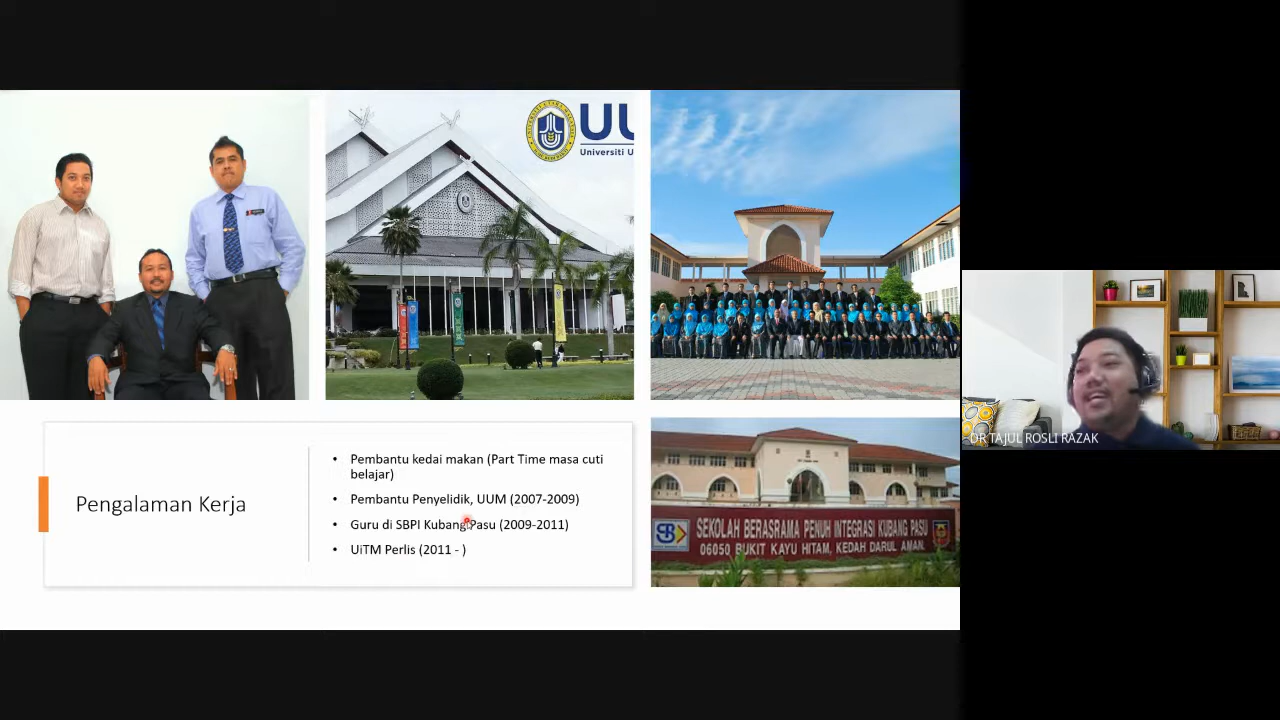 UU
Universiti U
Pengalaman Kerja
• Pembantu kedai makan (Part Time masa cuti
belajar)
• Pembantu Penyelidik, UUM (2007-2009)
• Guru di SBPI Kubang Pasu (2009-2011)
• UiTM Perlis (2011 - )
SEKOLAH BERASRAMA PENUH INTEGRASI KUBANG PASU
06050 BUKIT KAYU HITAM, KEDAH DARUL AMAN.
DR TAJUL ROSLI RAZAK